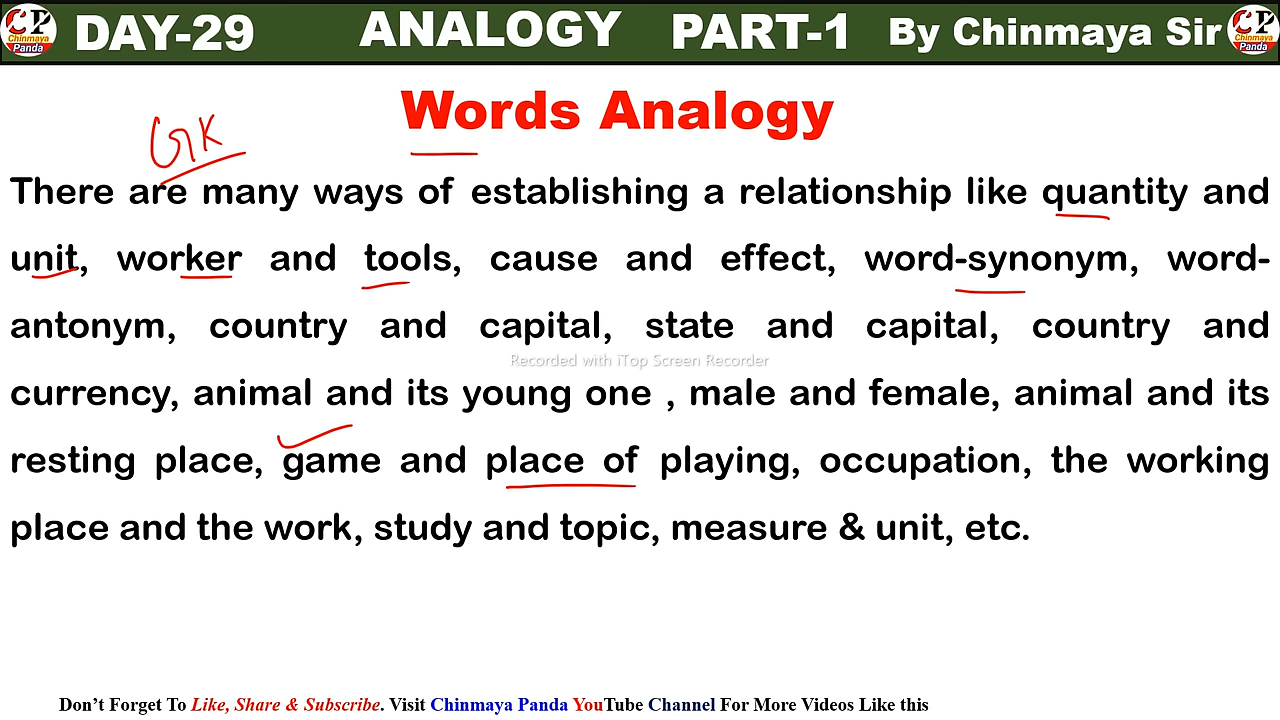 CP Chinmaya Panda DAY-29 ANALOGY PART-1 By Chinmaya Sir CP Chinmaya Panda
Words Analogy
GK
There are many ways of establishing a relationship like quantity and
unit, worker and tools, cause and effect, word-synonym, word-
antonym, country and capital, state and capital, country and
Recorded with iTop Screen Recorder
currency, animal and its young one , male and female, animal and its
resting place, game and place of playing, occupation, the working
place and the work, study and topic, measure & unit, etc.
Don't Forget To Like, Share & Subscribe. Visit Chinmaya Panda YouTube Channel For More Videos Like this